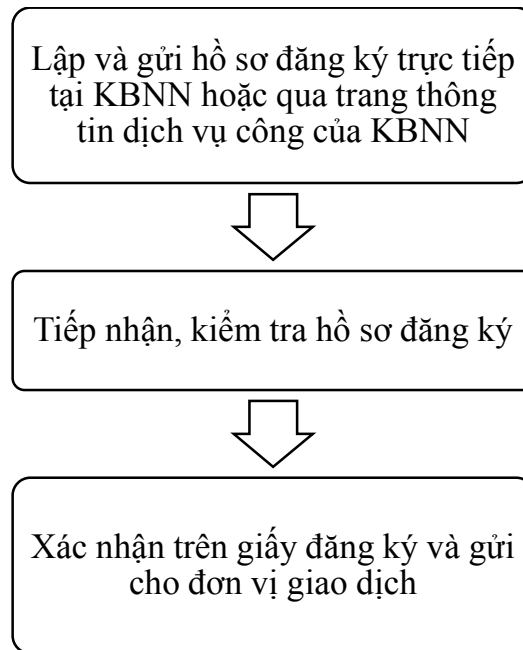 Lập và gửi hồ sơ đăng ký trực tiếp
tại KBNN hoặc qua trang thông
tin dịch vụ công của KBNN
Tiếp nhận, kiểm tra hồ sơ đăng ký
Xác nhận trên giấy đăng ký và gửi
cho đơn vị giao dịch